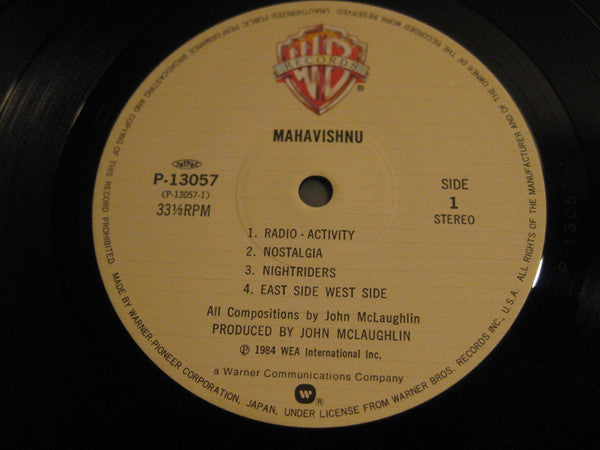 WB
RECORDS
®
MAHAVISHNU
P-13057
(P-13057-1)
33⅓RPM
SIDE
1
STEREO
1. RADIO-ACTIVITY
2. NOSTALGIA
3. NIGHTRIDERS
4. EAST SIDE WEST SIDE
All Compositions by John McLaughlin
PRODUCED BY JOHN MCLAUGHLIN
℗ 1984 WEA International Inc.
a Warner Communications Company
W ®
MADE BY WARNER-PIONEER CORPORATION, JAPAN, UNDER LICENSE FROM WARNER BROS. RECORDS INC., U.S.A. ALL RIGHTS OF THE MANUFACTURER AND OF THE OWNER OF THE RECORDED WORK RESERVED. UNAUTHORIZED PUBLIC PERFORMANCE, BROADCASTING AND COPYING OF THIS RECORD PROHIBITED.